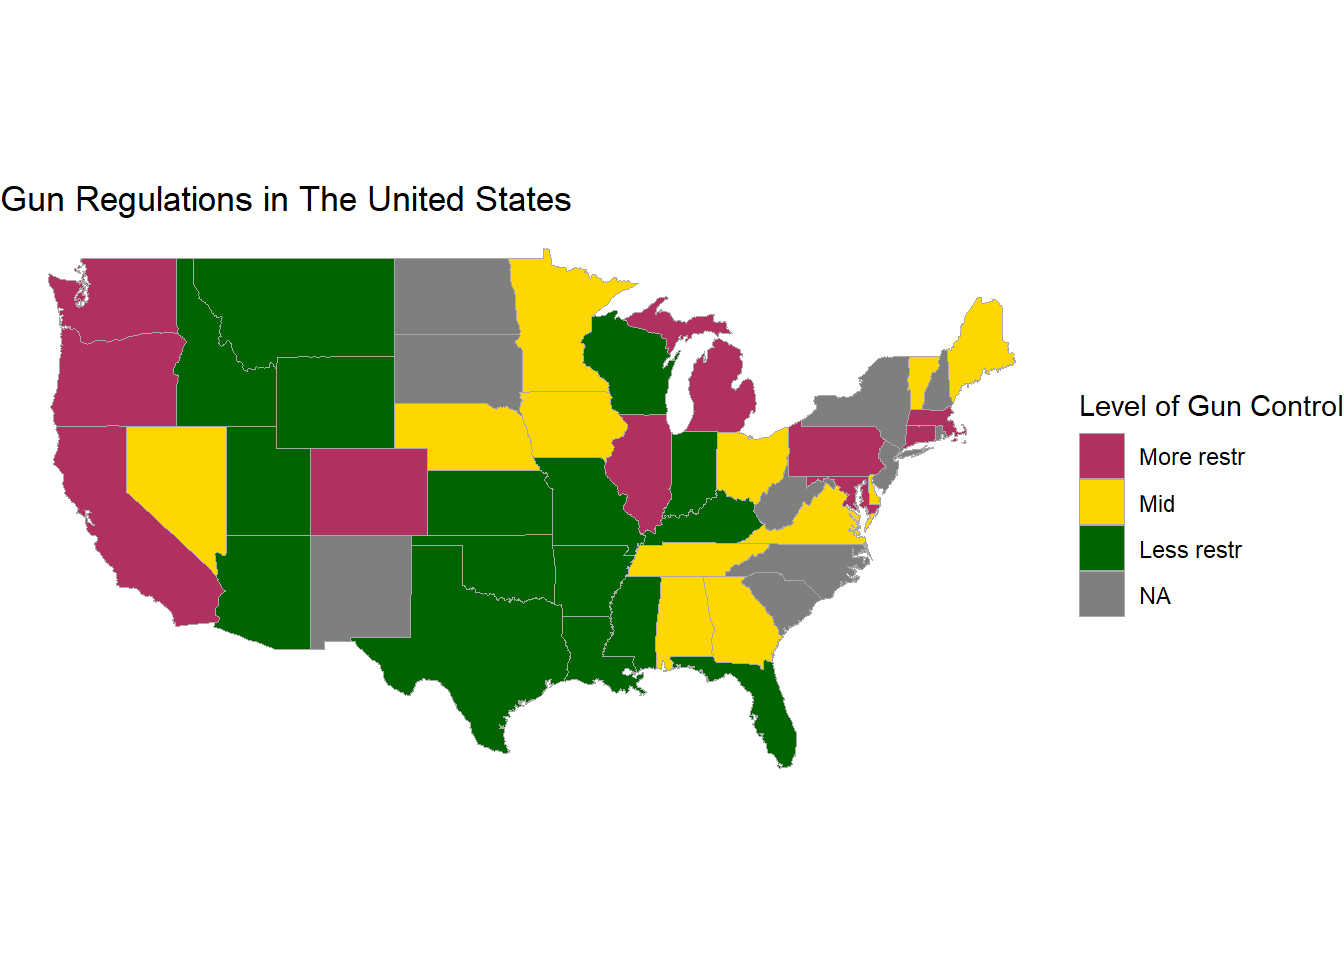 Gun Regulations in The United States
Level of Gun Control
More restr
Mid
Less restr
NA